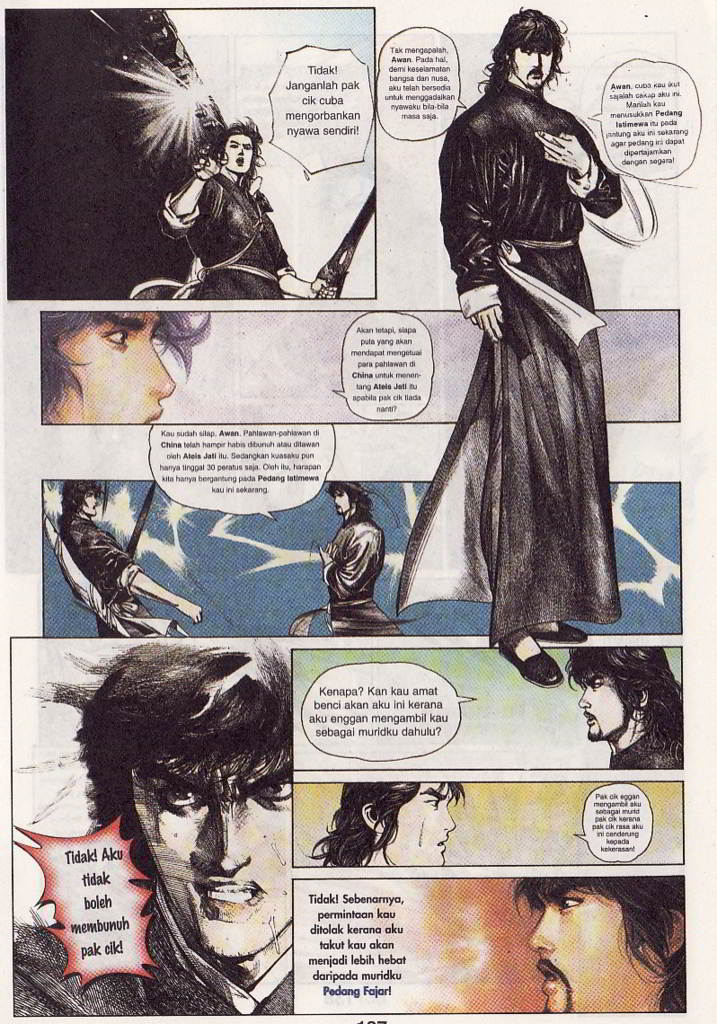 Tidak!
Janganlah pak
cik cuba
mengorbankan
nyawa sendiri!
Tak mengapalah,
Awan. Pada hal,
demi keselamatan
bangsa dan nusa,
aku telah bersedia
untuk menggadaikan
nyawaku bila-bila
masa saja.
Awan, cuba kau ikut
sajalah cakap aku ini.
Marilah kau
menusukkan Pedang
Istimewa itu pada
jantung aku ini sekarang
agar pedang ini dapat
dipertajamkan
dengan segera!
Akan tetapi, siapa
pula yang akan
mendapat mengetuai
para pahlawan di
China untuk menen-
tang Ateis Jati itu
apabila pak cik tiada
nanti?
Kau sudah silap, Awan. Pahlawan-pahlawan di
China telah hampir habis dibunuh atau ditawan
oleh Ateis Jati itu. Sedangkan kuasaku pun
hanya tinggal 30 peratus saja. Oleh itu, harapan
kita hanya bergantung pada Pedang Istimewa
kau ini sekarang.
Tidak! Aku
tidak
boleh
membunuh
pak cik!
Kenapa? Kan kau amat
benci akan aku ini kerana
aku enggan mengambil kau
sebagai muridku dahulu?
Pak cik eggan
mengambil aku
sebagai murid
pak cik kerana
pak cik rasa aku
ini cenderung
kepada
kekerasan!
Tidak! Sebenarnya,
permintaan kau
ditolak kerana aku
takut kau akan
menjadi lebih hebat
daripada muridku
Pedang Fajar!